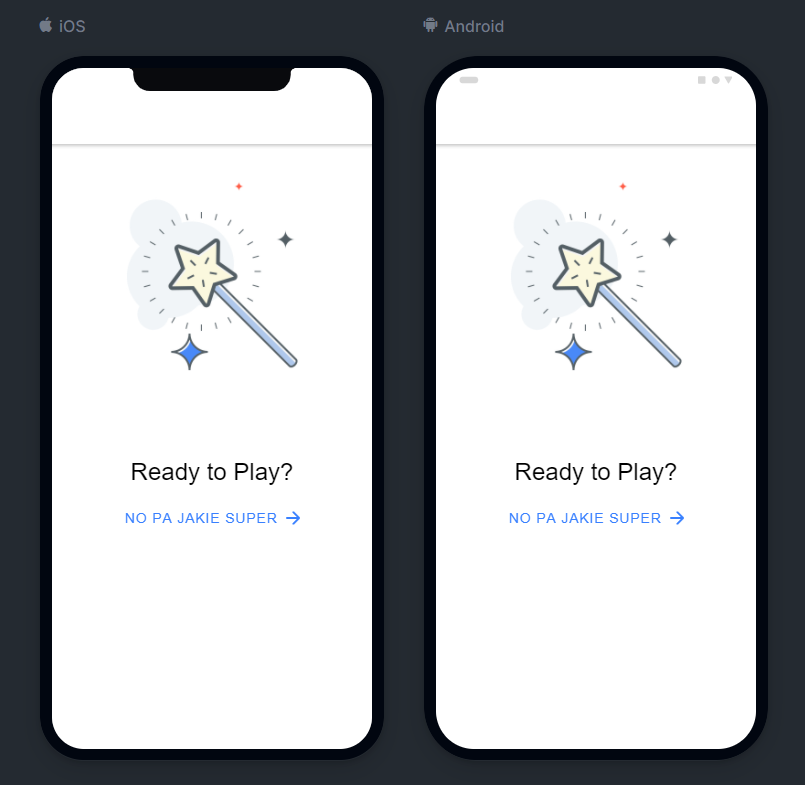 iOS
Android
Ready to Play?
NO PA JAKIE SUPER
Ready to Play?
NO PA JAKIE SUPER